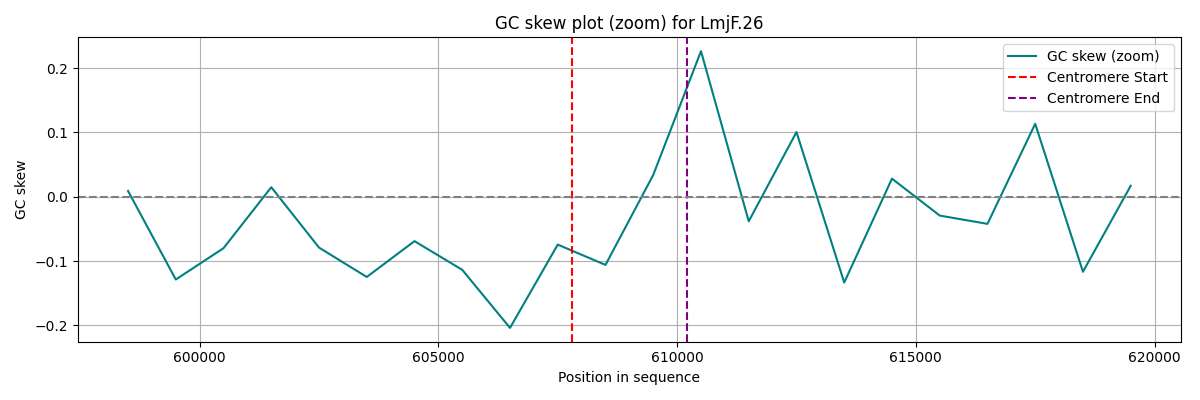 GC skew plot (zoom) for LmjF.26
GC skew (zoom)
Centromere Start
Centromere End
GC skew
0.2
0.1
0.0
−0.1
−0.2
600000
605000
610000
615000
620000
Position in sequence